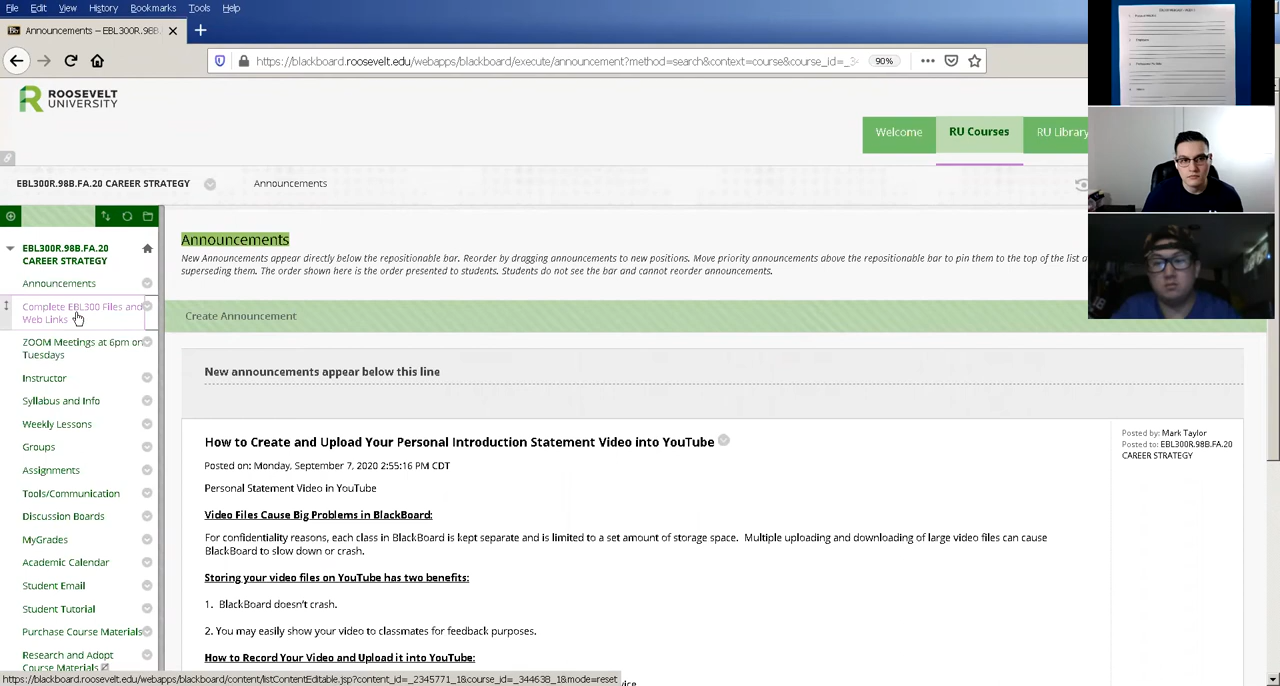 File Edit View History Bookmarks Tools Help
Announcements – EBL300R.98B.
https://blackboard.roosevelt.edu/webapps/blackboard/execute/announcement?method=search&context=course&course_id=_3
90%
ROOSEVELT
UNIVERSITY
Welcome RU Courses RU Library
EBL300R.98B.FA.20 CAREER STRATEGY Announcements
EBL300R.98B.FA.20
CAREER STRATEGY
Announcements
Complete EBL300 Files and
Web Links
ZOOM Meetings at 6pm on
Tuesdays
Instructor
Syllabus and Info
Weekly Lessons
Groups
Assignments
Tools/Communication
Discussion Boards
MyGrades
Academic Calendar
Student Email
Student Tutorial
Purchase Course Materials
Research and Adopt
Course Materials
Announcements
New Announcements appear directly below the repositionable bar. Reorder by dragging announcements to new positions. Move priority announcements above the repositionable bar to pin them to the top of the list a
superseding them. The order shown here is the order presented to students. Students do not see the bar and cannot reorder announcements.
Create Announcement
New announcements appear below this line
How to Create and Upload Your Personal Introduction Statement Video into YouTube
Posted on: Monday, September 7, 2020 2:55:16 PM CDT
Personal Statement Video in YouTube
Video Files Cause Big Problems in BlackBoard:
For confidentiality reasons, each class in BlackBoard is kept separate and is limited to a set amount of storage space. Multiple uploading and downloading of large video files can cause
BlackBoard to slow down or crash.
Storing your video files on YouTube has two benefits:
1. BlackBoard doesn't crash.
2. You may easily show your video to classmates for feedback purposes.
How to Record Your Video and Upload it into YouTube:
Posted by: Mark Taylor
Posted to: EBL300R.98B.FA.20
CAREER STRATEGY
https://blackboard.roosevelt.edu/webapps/blackboard/content/listContentEditable.jsp?content_id=_2345771_1&course_id=_34463B_1&mode=reset